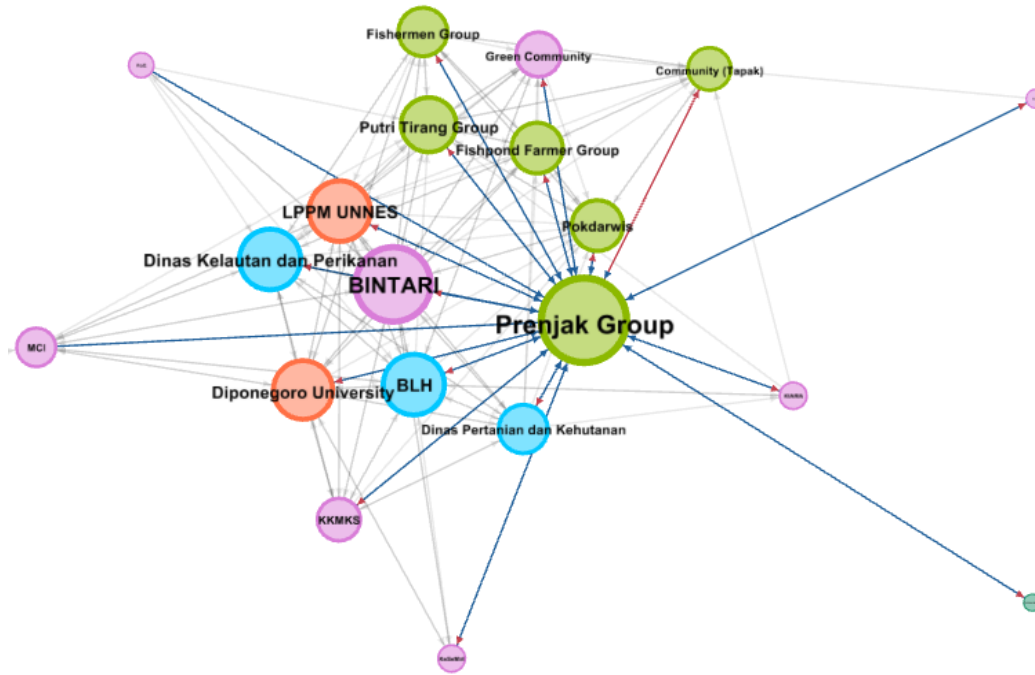 Fishermen Group
Green Community
Community (Tapak)
Putri Tirang Group
Fishpond Farmer Group
LPPM UNNES
Pokdarwis
Dinas Kelautan dan Perikanan
BINTARI
Prenjak Group
MCI
BLH
Diponegoro University
Dinas Pertanian dan Kehutanan
KKMKS
KeSeMat